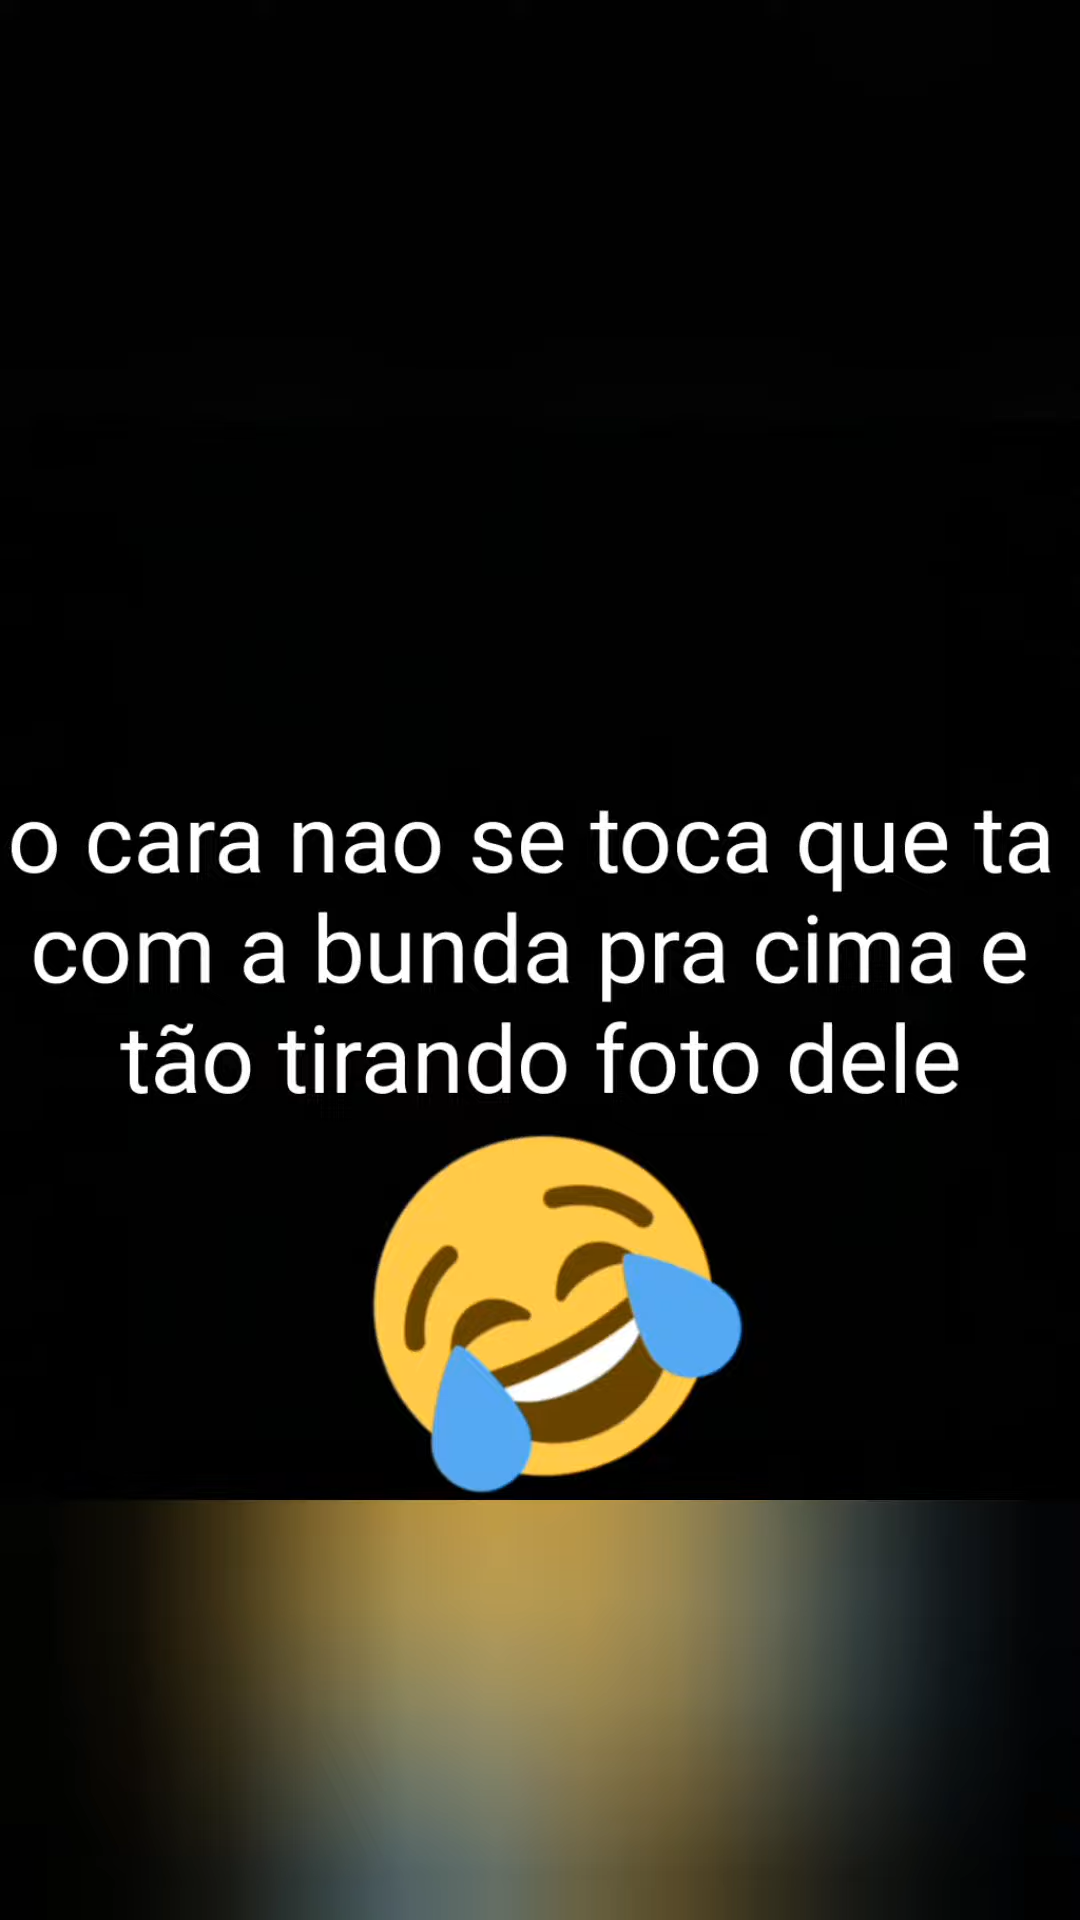 o cara nao se toca que ta
com a bunda pra cima e
tão tirando foto dele